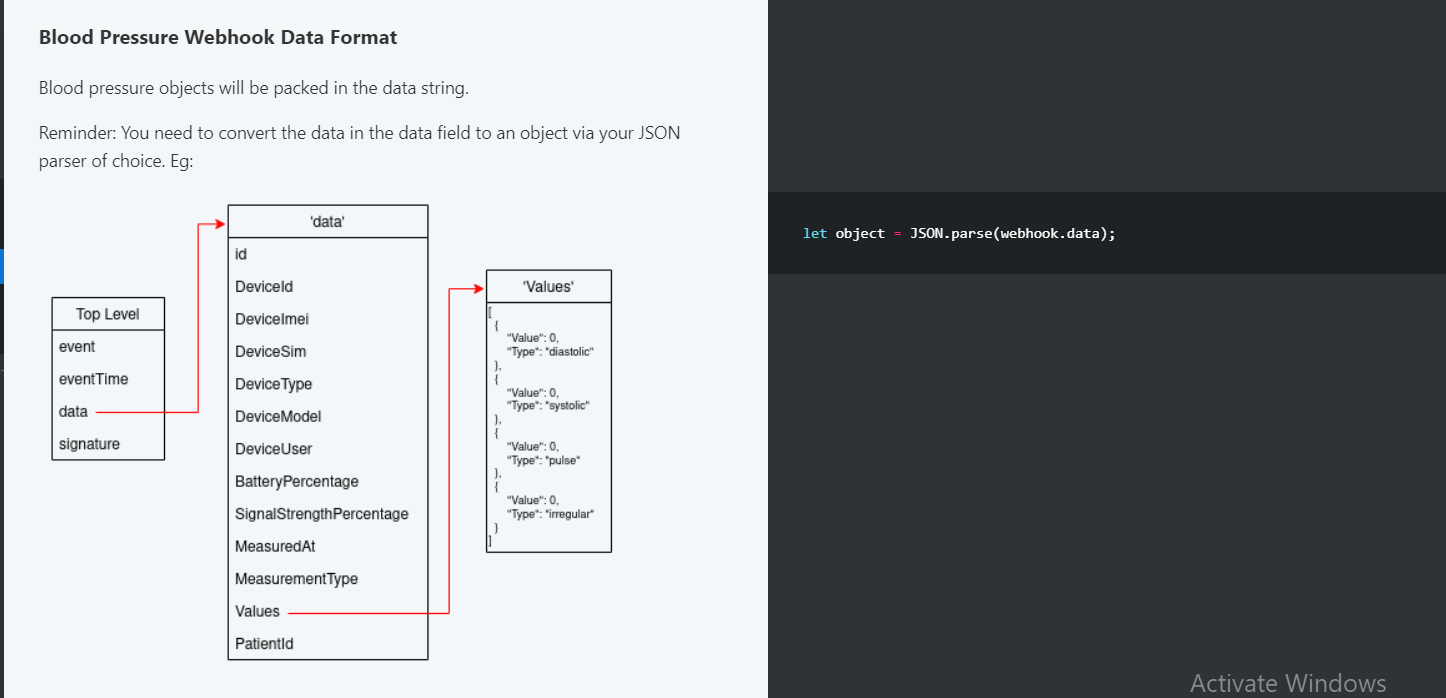 Blood Pressure Webhook Data Format
Blood pressure objects will be packed in the data string.
Reminder: You need to convert the data in the data field to an object via your JSON
parser of choice. Eg:
Top Level
event
eventTime
data
signature
'data'
id
DeviceId
DeviceImei
DeviceSim
DeviceType
DeviceModel
DeviceUser
BatteryPercentage
SignalStrengthPercentage
MeasuredAt
MeasurementType
Values
PatientId
'Values'
[
{
"Value": 0,
"Type": "diastolic"
},
{
"Value": 0,
"Type": "systolic"
},
{
"Value": 0,
"Type": "pulse"
},
{
"Value": 0,
"Type": "irregular"
}
]
let object = JSON.parse(webhook.data);
Activate Windows